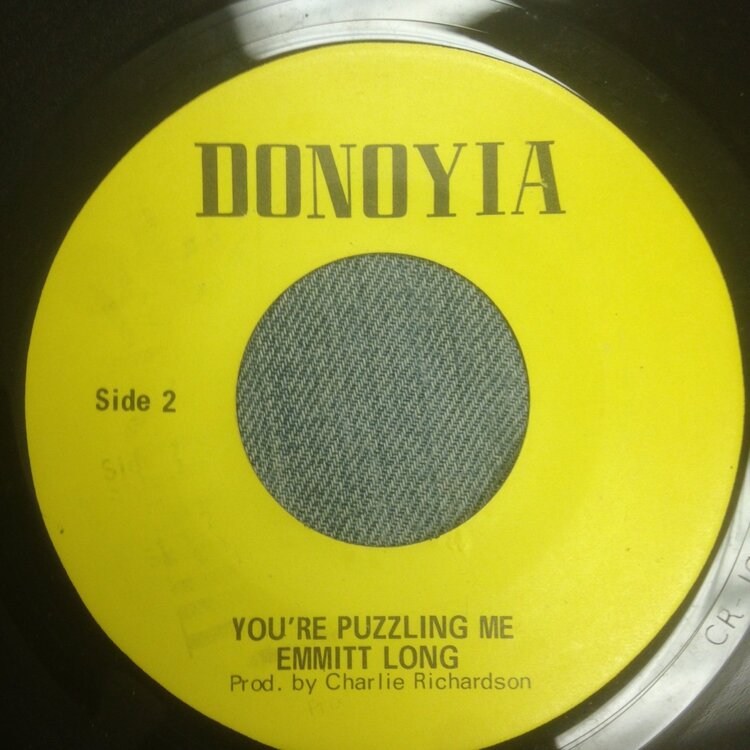 DONOYIA
Side 2
YOU'RE PUZZLING ME
EMMITT LONG
Prod. by Charlie Richardson